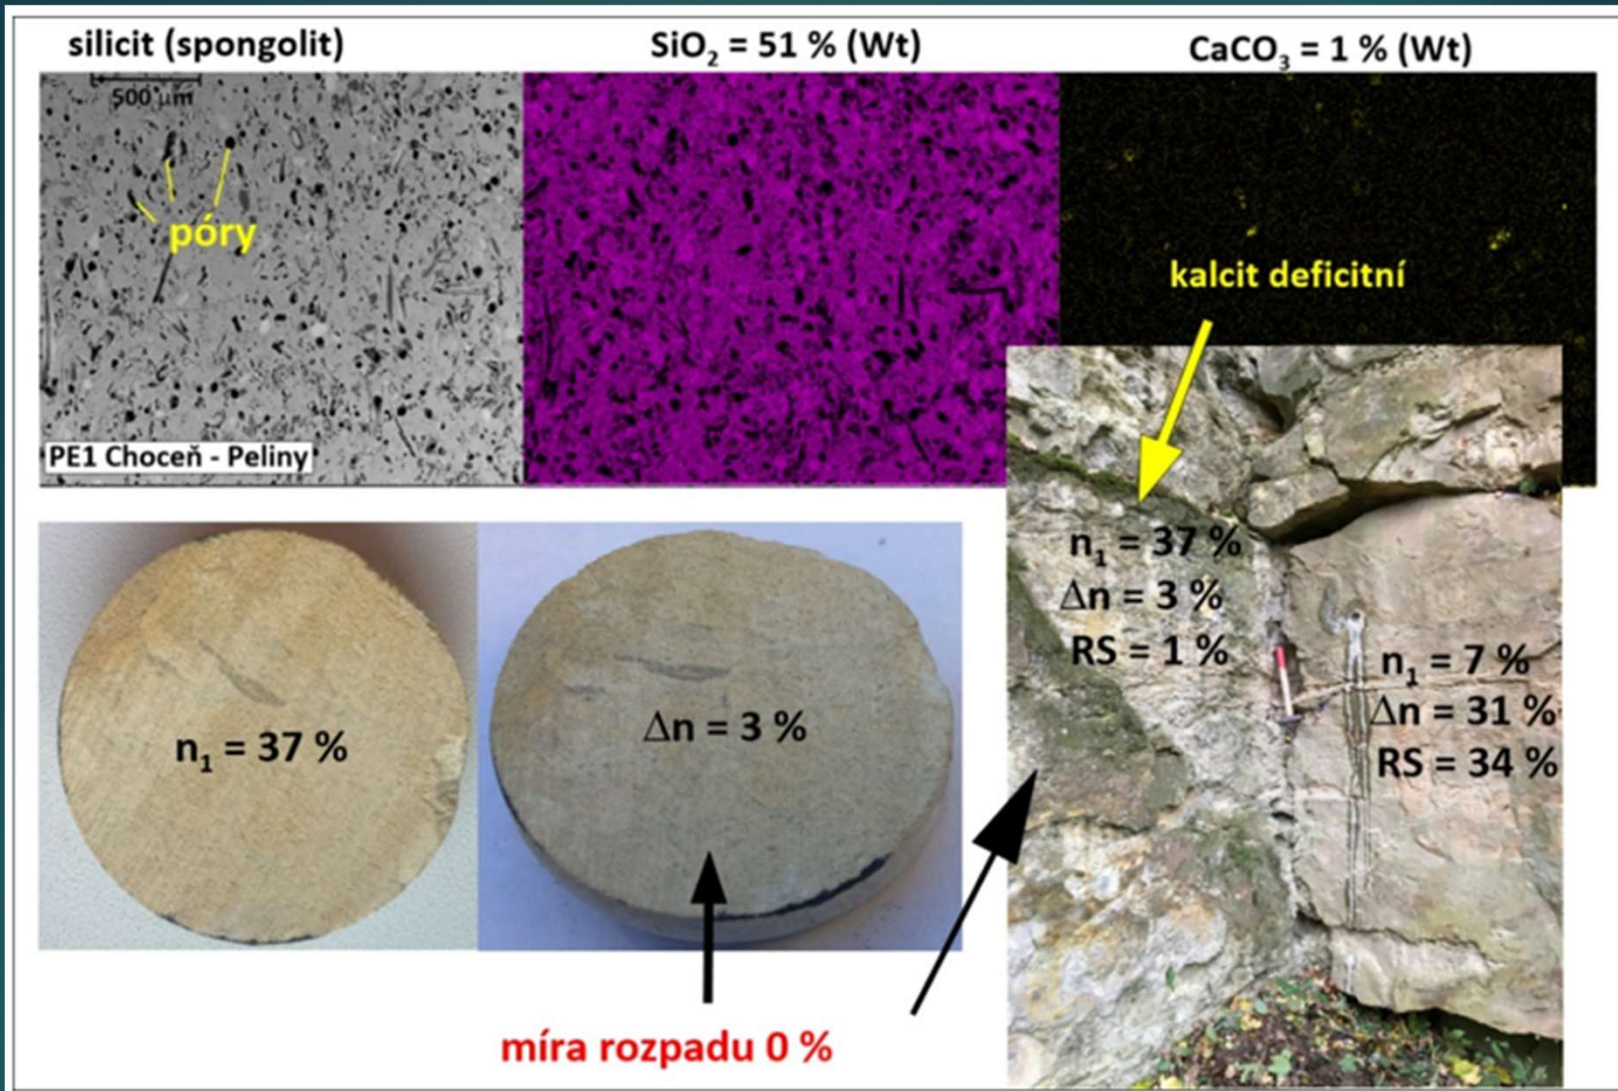 silicit (spongolit)
SiO₂ = 51 % (Wt)
CaCO₃ = 1 % (Wt)
500 µm
póry
kalcit deficitní
PE1 Choceň - Peliny
n₁ = 37 %
Δn = 3 %
RS = 1 %
n₁ = 7 %
Δn = 31 %
RS = 34 %
n₁ = 37 %
Δn = 3 %
míra rozpadu 0 %